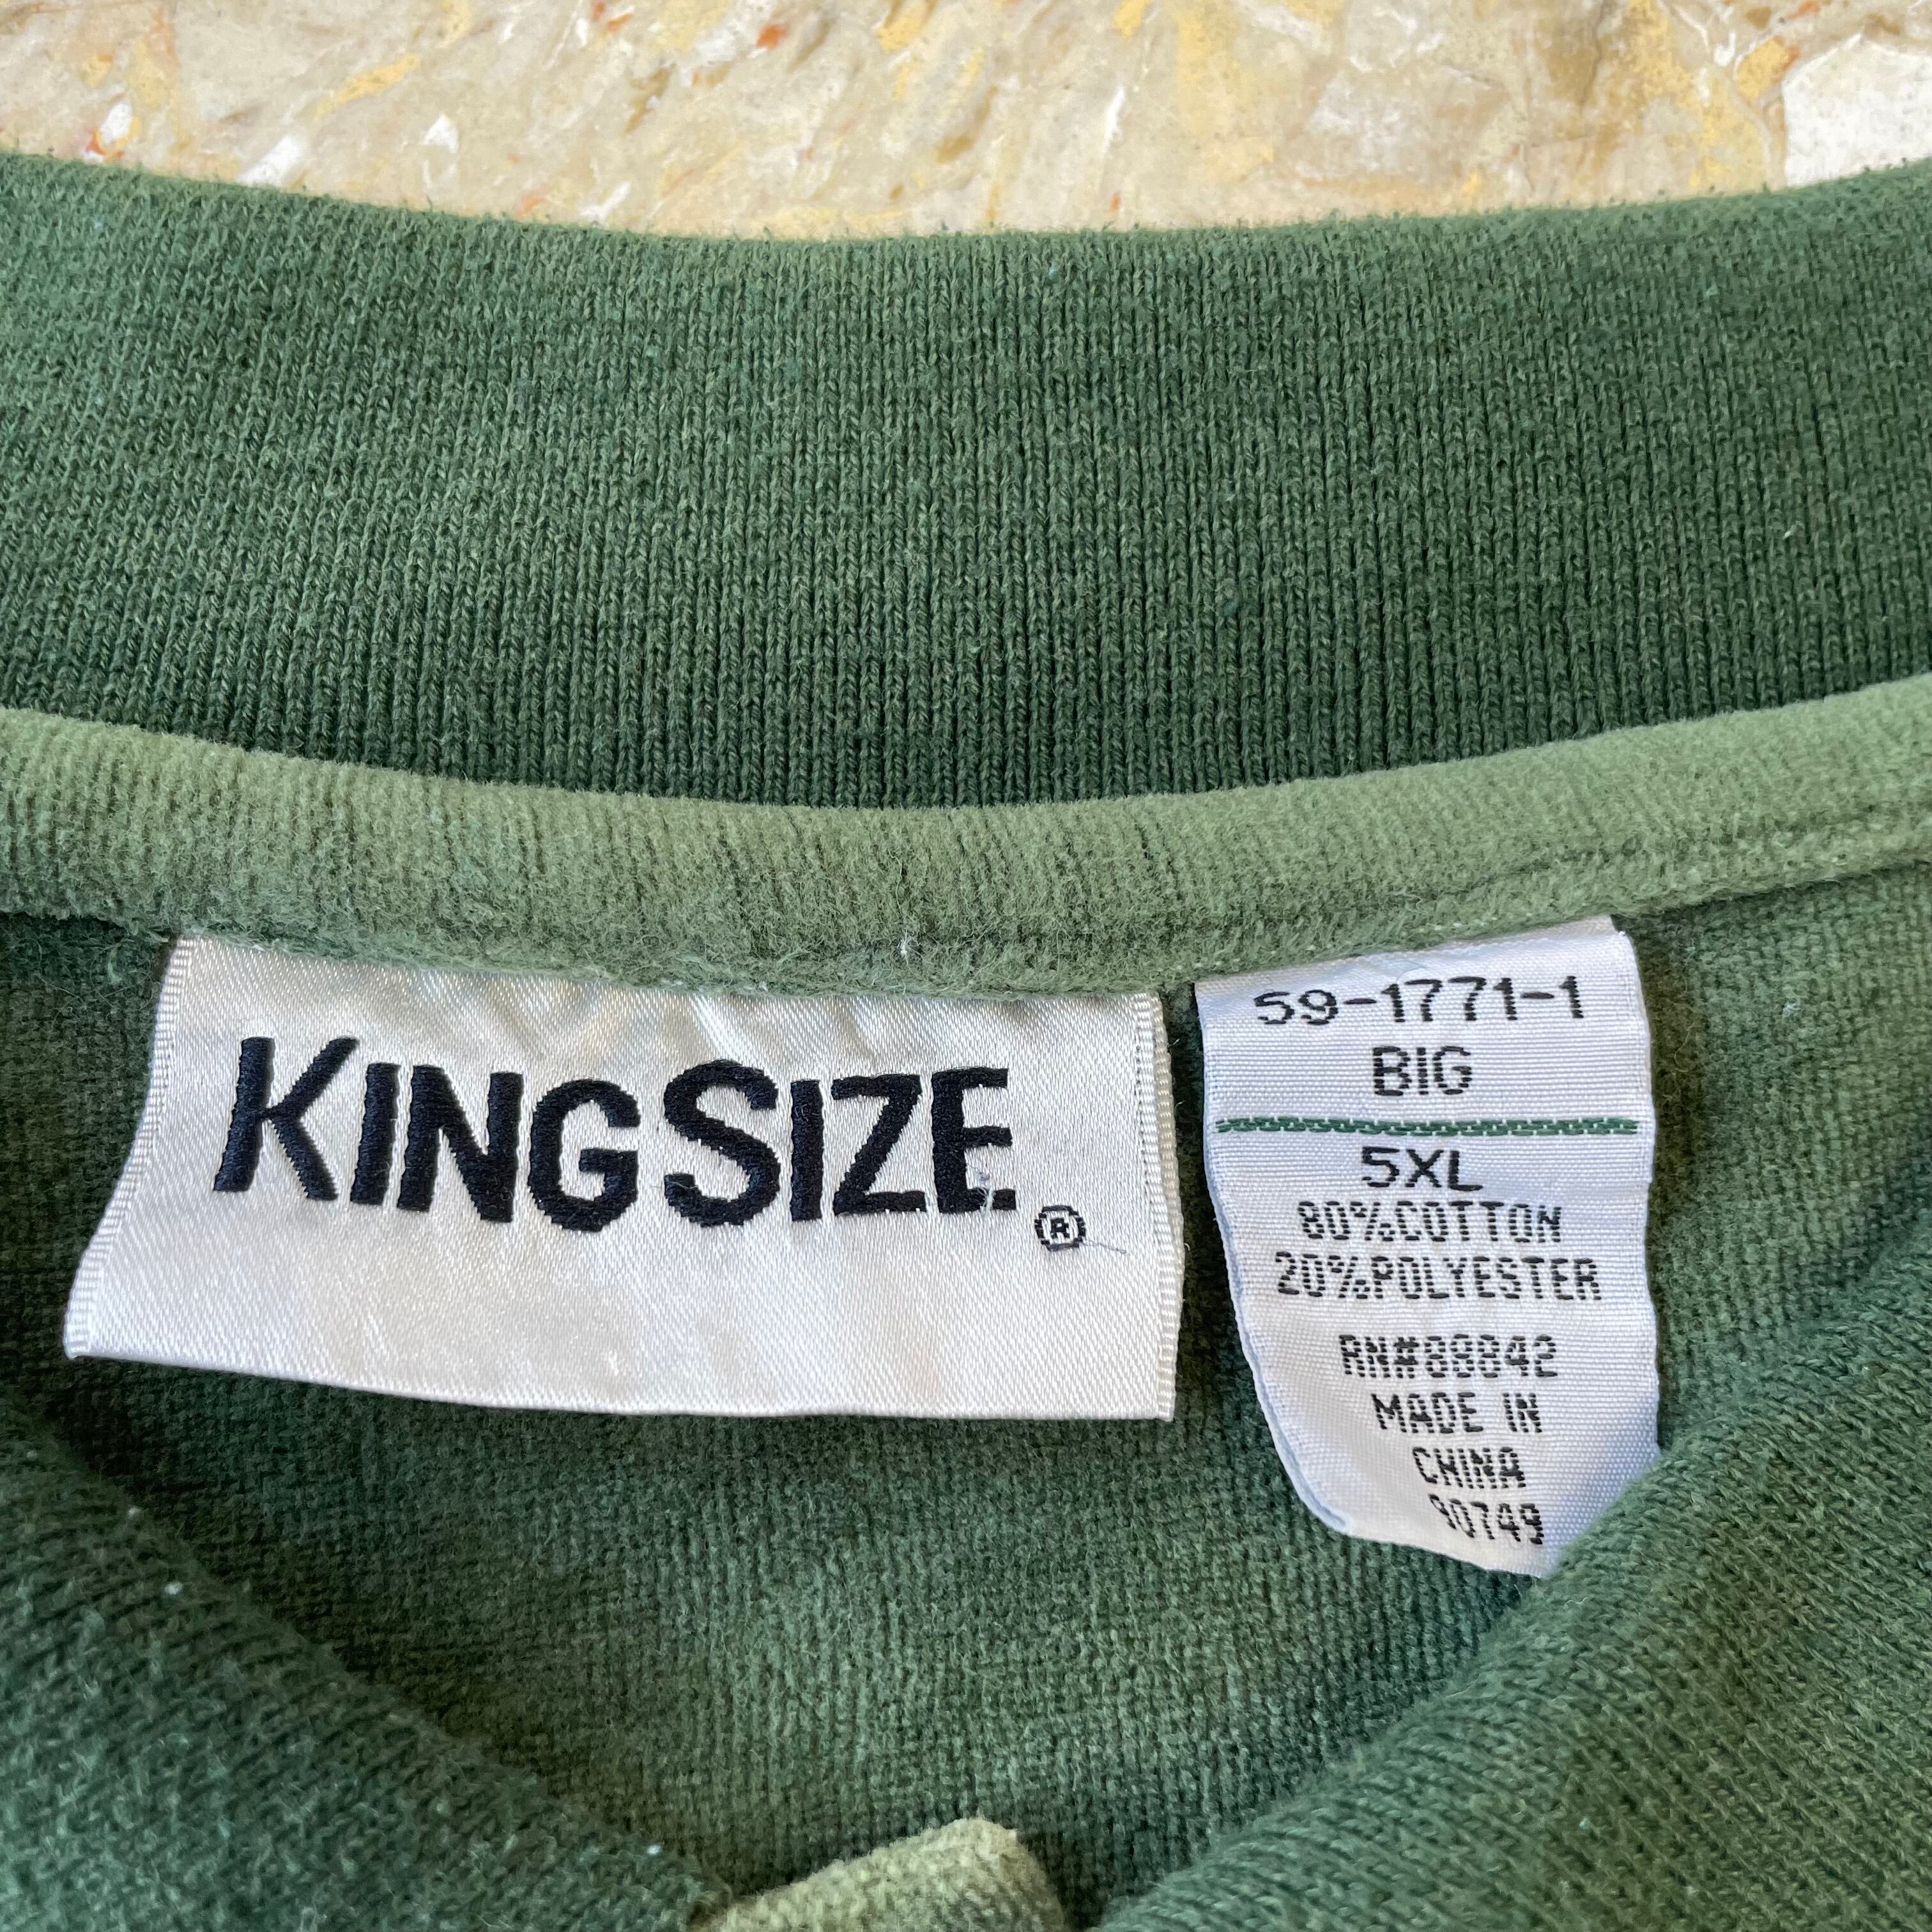 KINGSIZE®
59-1771-1
BIG
5XL
80%COTTON
20%POLYESTER
RN#88842
MADE IN
CHINA
90749